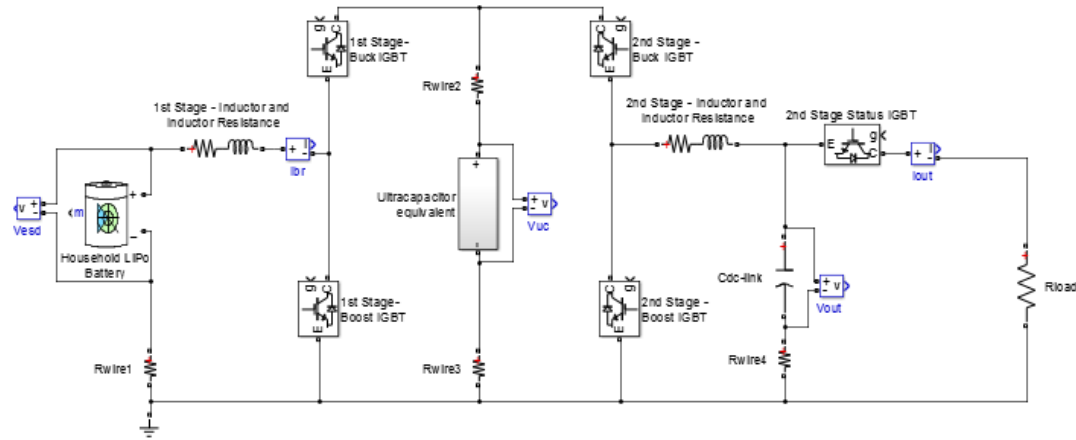 g
C
E
1st Stage-
Buck IGBT
g
C
E
2nd Stage -
Buck IGBT
Rwire2
1st Stage - Inductor and
Inductor Resistance
2nd Stage - Inductor and
Inductor Resistance
2nd Stage Status IGBT
E
g
C
+
-
i
Ibr
+
-
i
Iout
v
+
-
Vesd
m
+
-
Household LiPo
Battery
+
-
Ultracapacitor
equivalent
+
-
v
Vuc
g
C
E
1st Stage-
Boost IGBT
g
C
E
2nd Stage -
Boost IGBT
Cdc-link
+
-
v
Vout
Rload
Rwire1
Rwire3
Rwire4